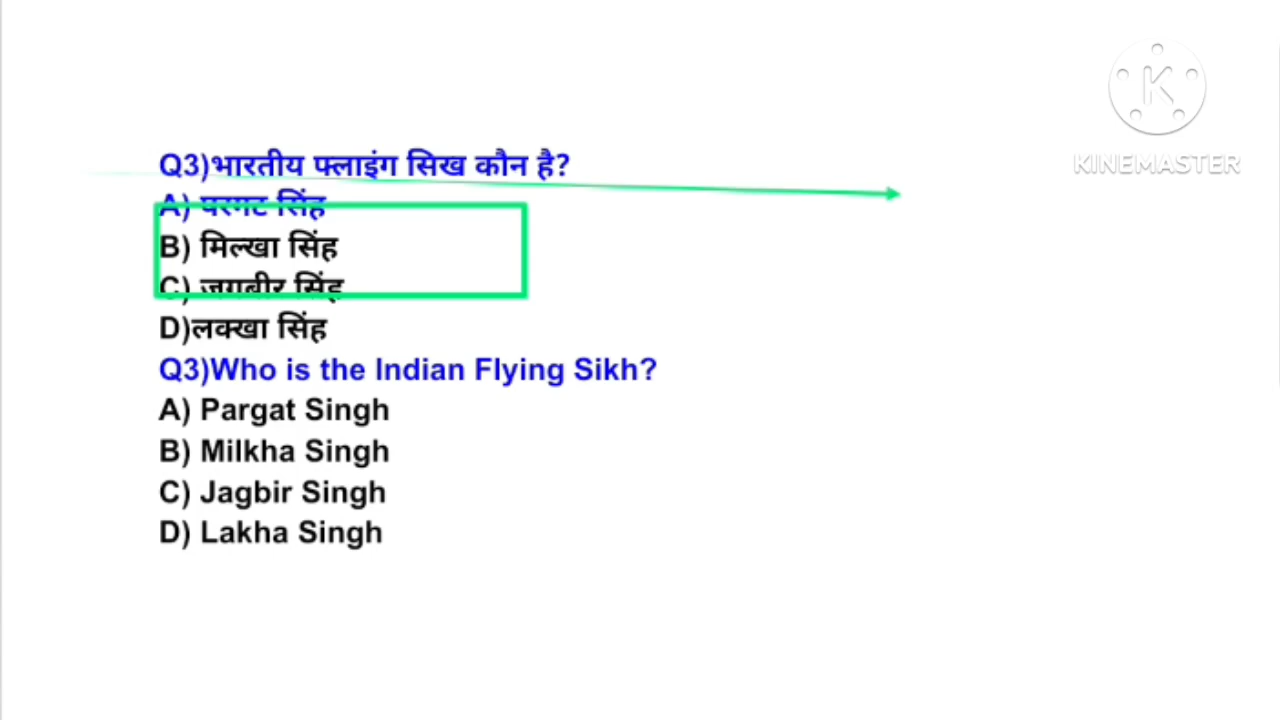 Q3)भारतीय फ्लाइंग सिख कौन है?
A) परगट सिंह
B) मिल्खा सिंह
C) जगबीर सिंह
D)लक्खा सिंह
Q3)Who is the Indian Flying Sikh?
A) Pargat Singh
B) Milkha Singh
C) Jagbir Singh
D) Lakha Singh
K
KINEMASTER